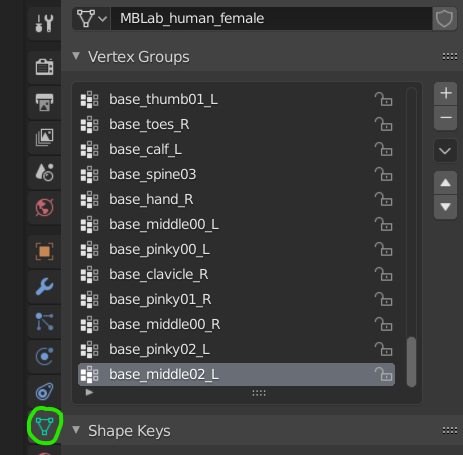 MBLab_human_female
Vertex Groups
base_thumb01_L
base_toes_R
base_calf_L
base_spine03
base_hand_R
base_middle00_L
base_pinky00_L
base_clavicle_R
base_pinky01_R
base_middle00_R
base_pinky02_L
base_middle02_L
Shape Keys